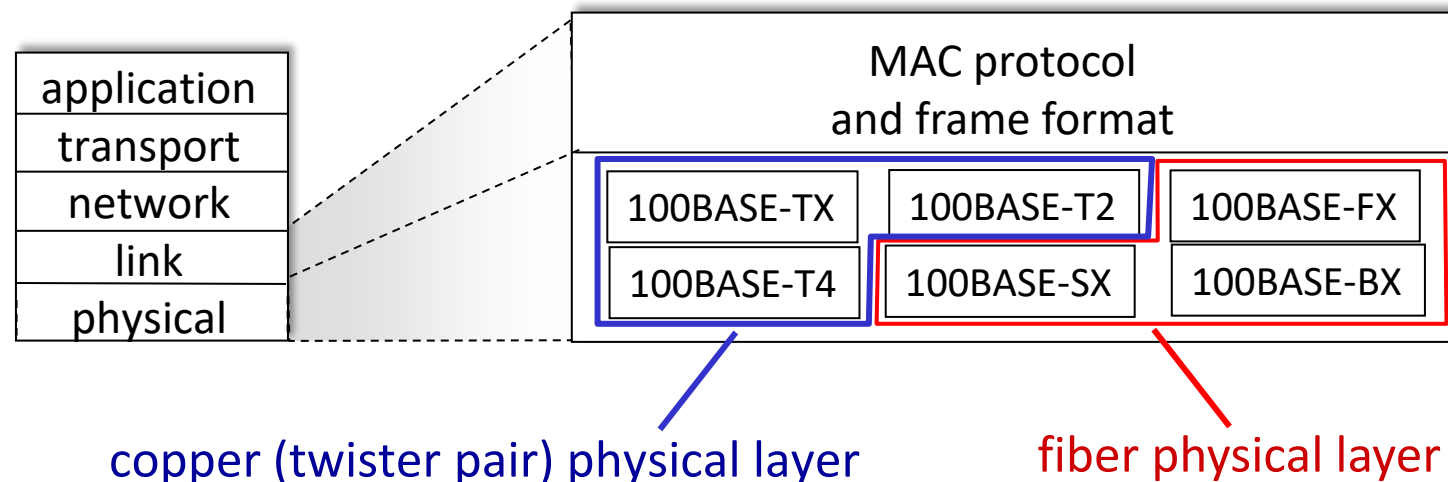 application
transport
network
link
physical
MAC protocol
and frame format
100BASE-TX
100BASE-T2
100BASE-FX
100BASE-T4
100BASE-SX
100BASE-BX
copper (twister pair) physical layer
fiber physical layer